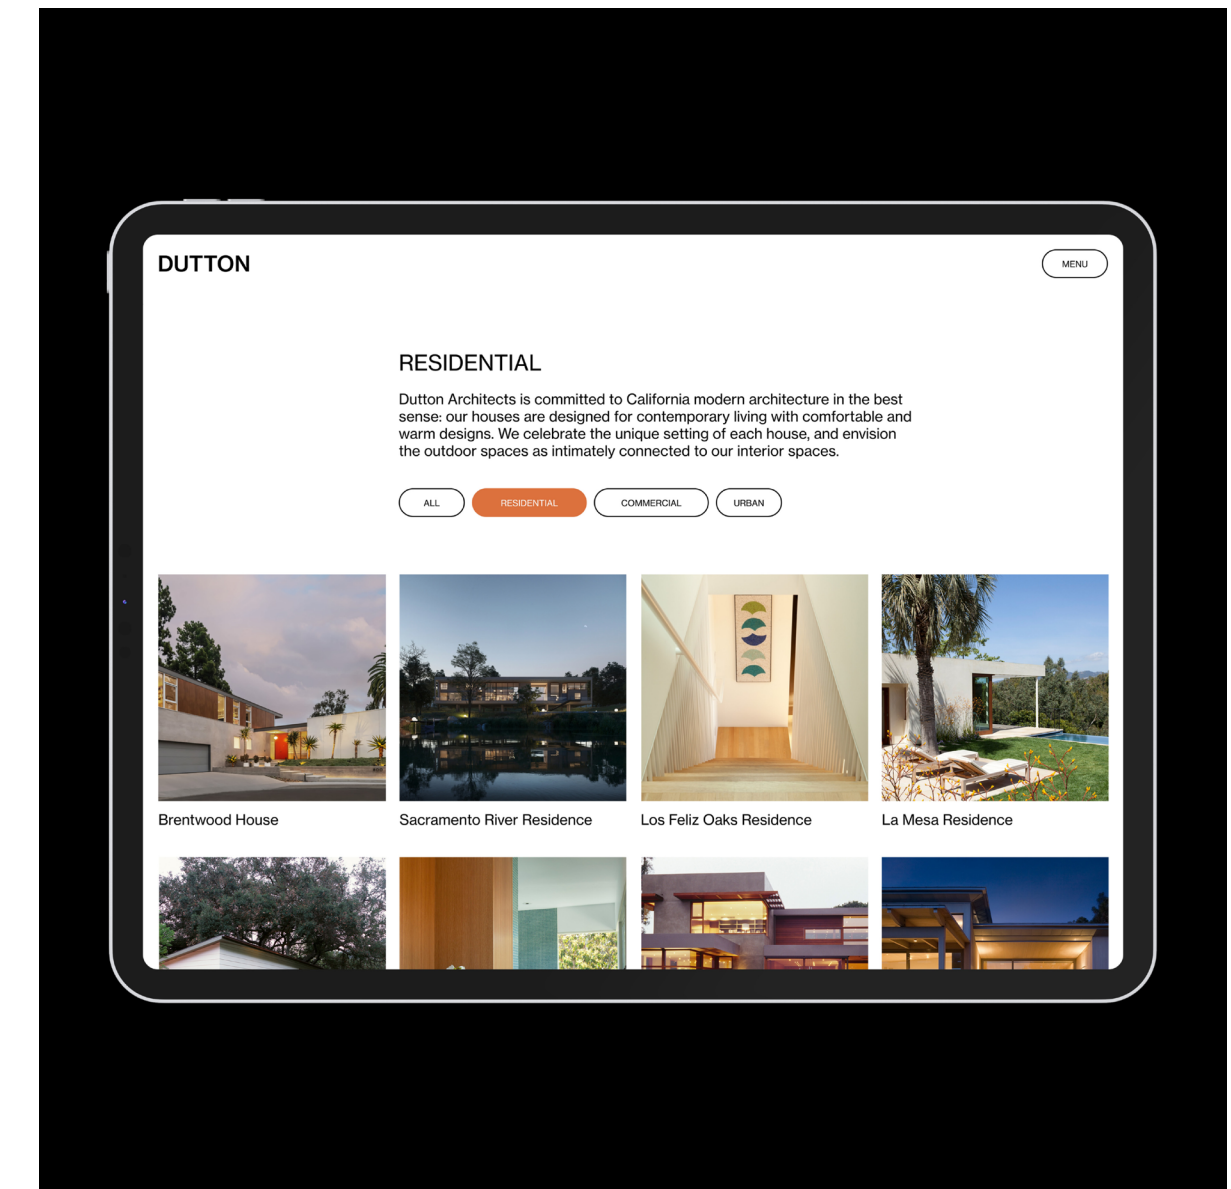 DUTTON
MENU
RESIDENTIAL
Dutton Architects is committed to California modern architecture in the best
sense: our houses are designed for contemporary living with comfortable and
warm designs. We celebrate the unique setting of each house, and envision
the outdoor spaces as intimately connected to our interior spaces.
ALL
RESIDENTIAL
COMMERCIAL
URBAN
Brentwood House
Sacramento River Residence
Los Feliz Oaks Residence
La Mesa Residence